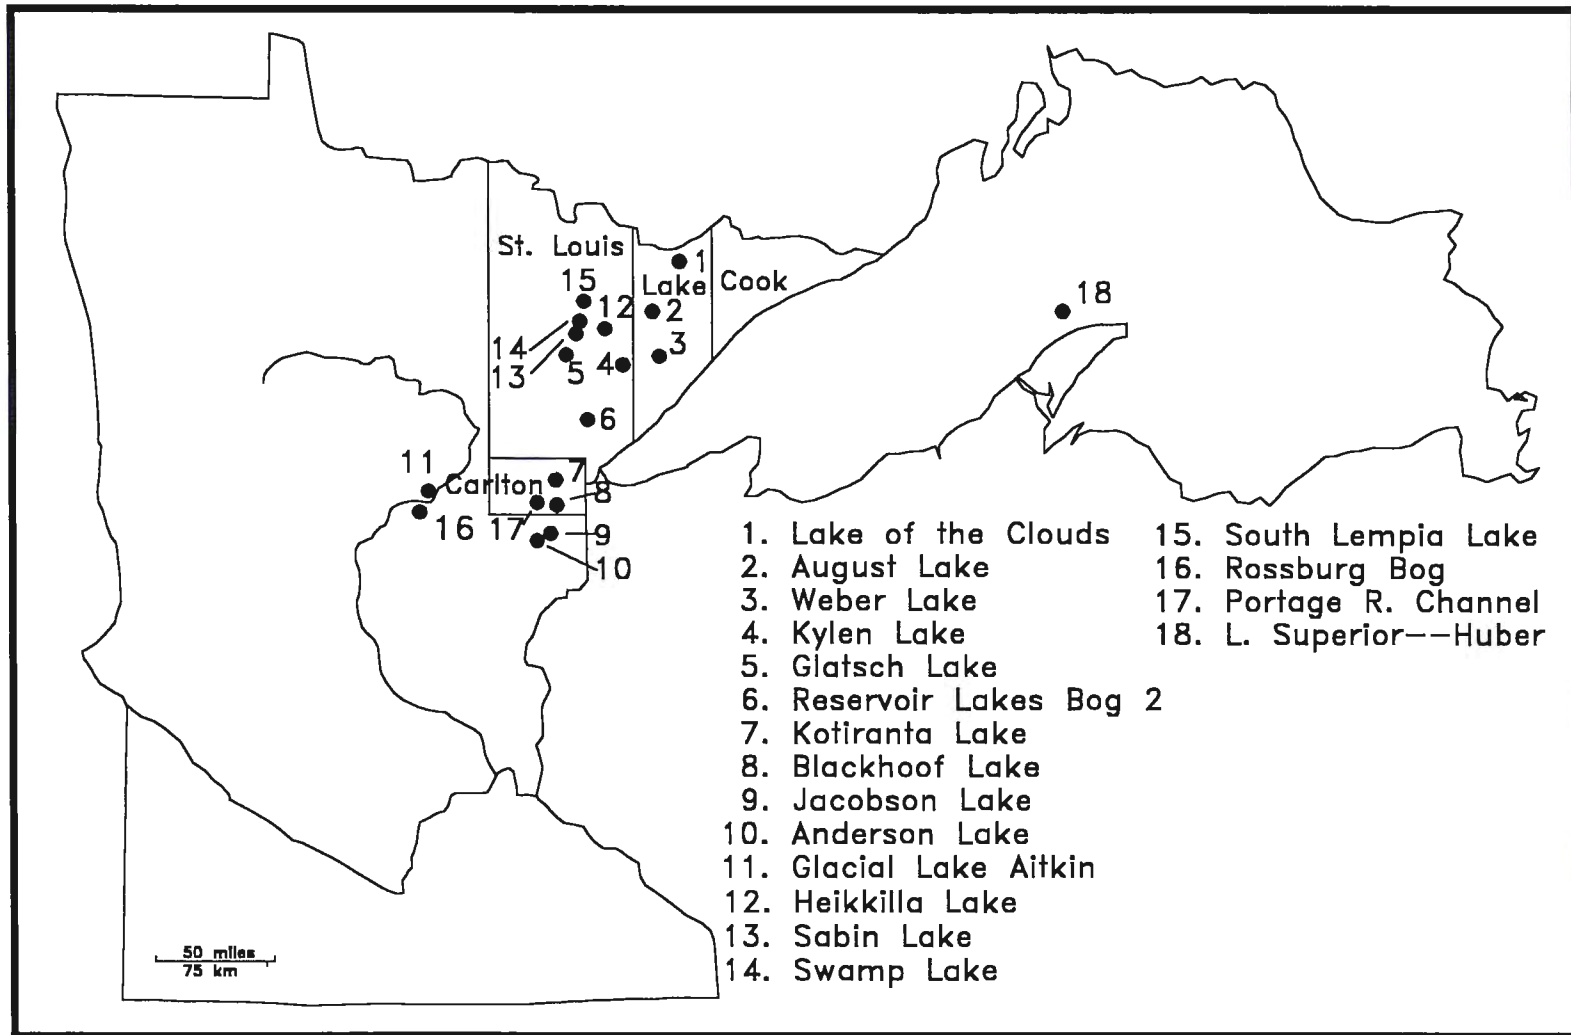 St. Louis
1
15
Lake
Cook
12
2
18
14
3
13
5
4
6
11
7
Carlton
8
16
17
9
10
1. Lake of the Clouds
2. August Lake
3. Weber Lake
4. Kylen Lake
5. Glatsch Lake
6. Reservoir Lakes Bog 2
7. Kotiranta Lake
8. Blackhoof Lake
9. Jacobson Lake
10. Anderson Lake
11. Glacial Lake Aitkin
12. Heikkilla Lake
13. Sabin Lake
14. Swamp Lake
15. South Lempia Lake
16. Rossburg Bog
17. Portage R. Channel
18. L. Superior--Huber
50 miles
75 km